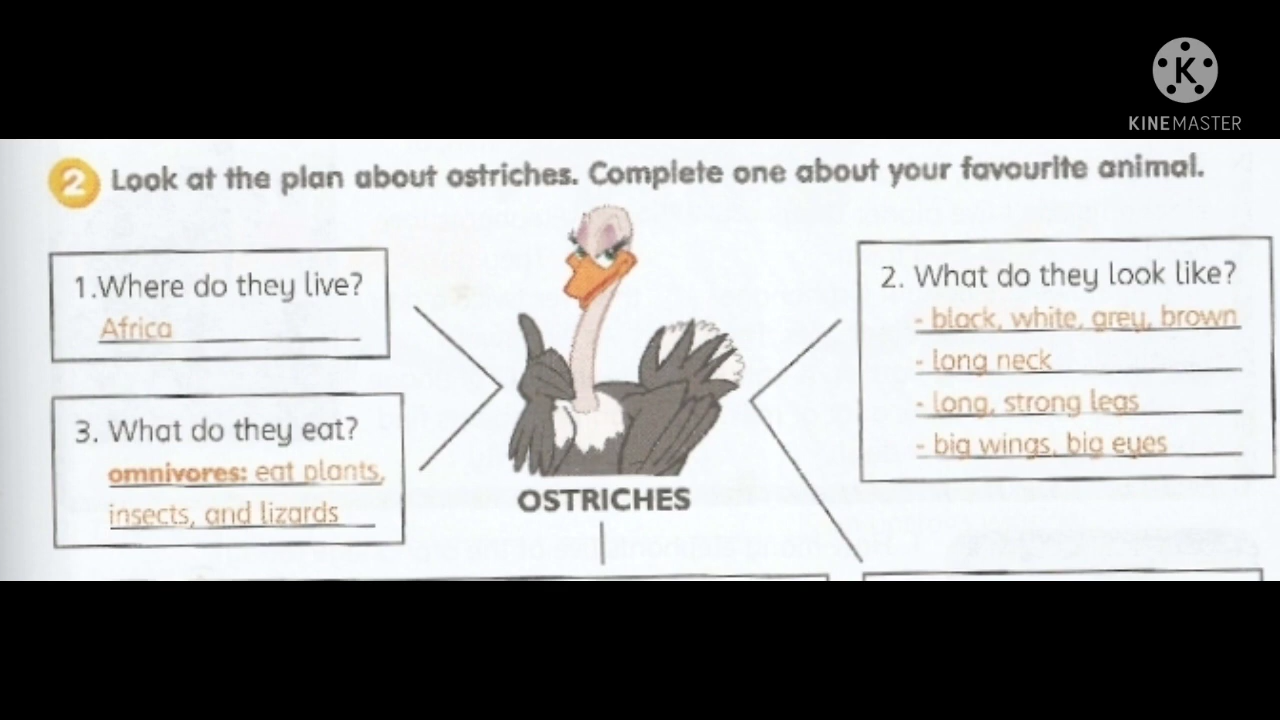 K
KINEMASTER
2 Look at the plan about ostriches. Complete one about your favourite animal.
1.Where do they live?
Africa
3. What do they eat?
omnivores: eat plants,
insects, and lizards
OSTRICHES
2. What do they look like?
- black, white, grey, brown
- long neck
- long, strong legs
- big wings, big eyes